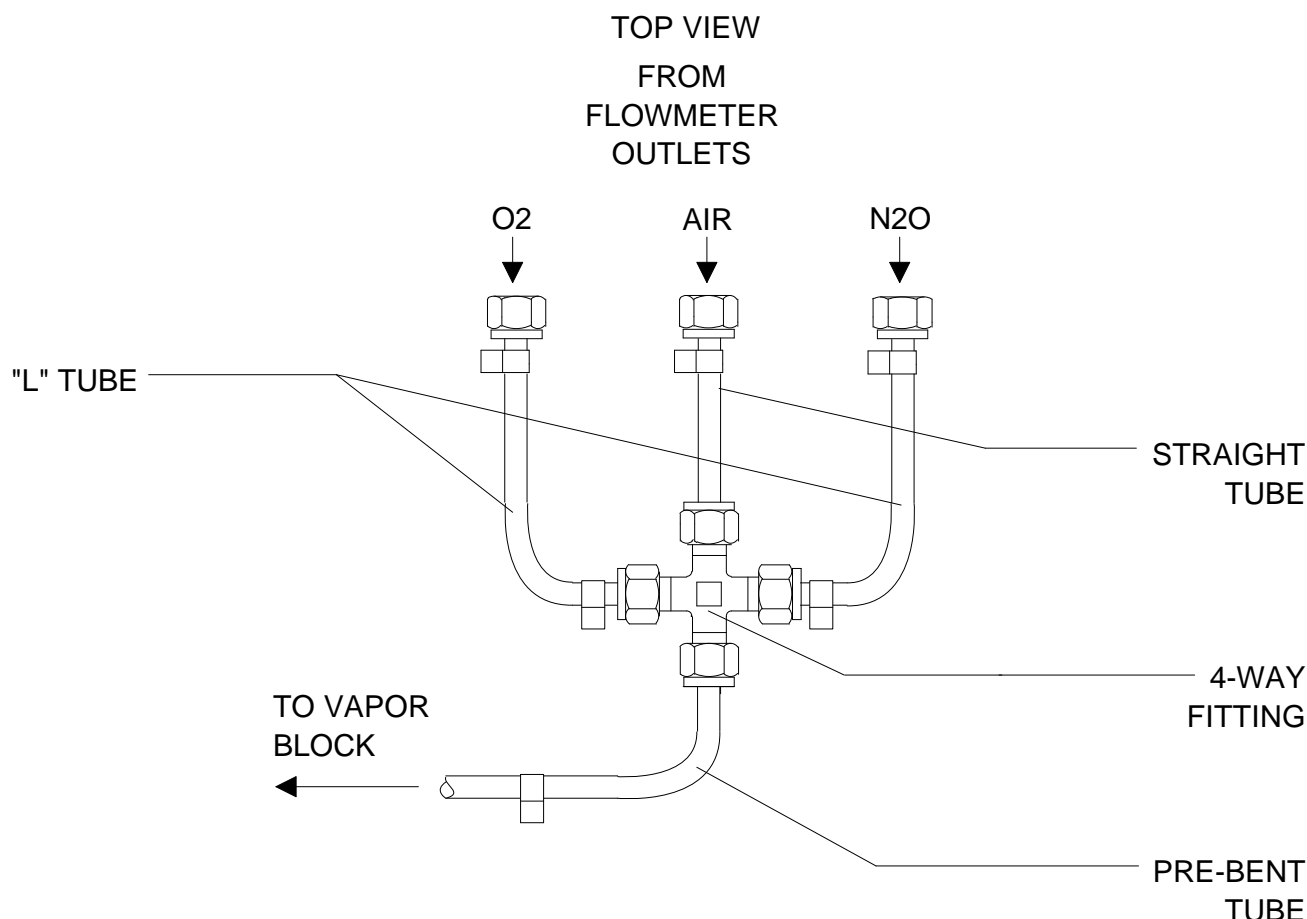 TOP VIEW
FROM
FLOWMETER
OUTLETS
O2
AIR
N2O
"L" TUBE
STRAIGHT
TUBE
4-WAY
FITTING
TO VAPOR
BLOCK
PRE-BENT
TUBE